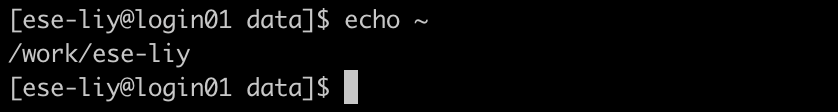 [ese-liy@login01 data]$ echo ~
/work/ese-liy
[ese-liy@login01 data]$